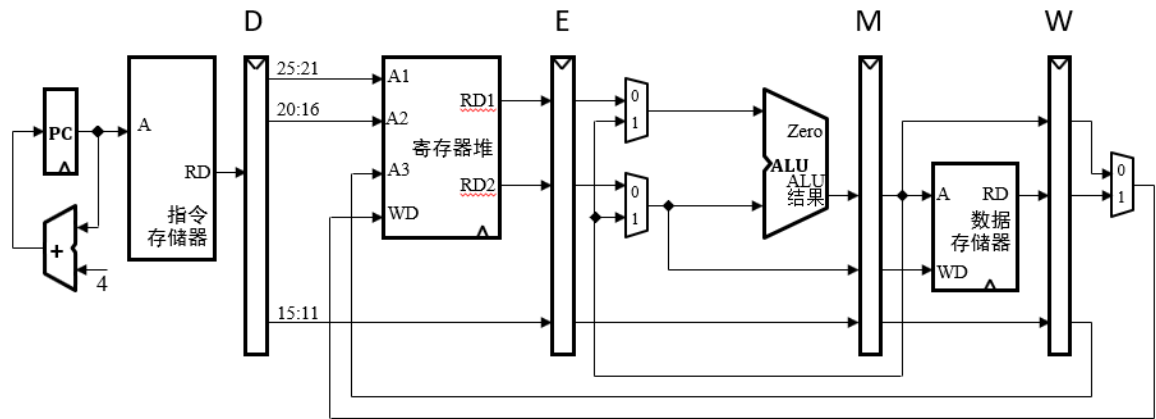 D
E
M
W
25:21
20:16
15:11
PC
+
4
A
RD
指令
存储器
A1
A2
A3
WD
RD1
RD2
寄存器堆
0
1
0
1
Zero
ALU
ALU
结果
A
RD
数据
存储器
WD
0
1